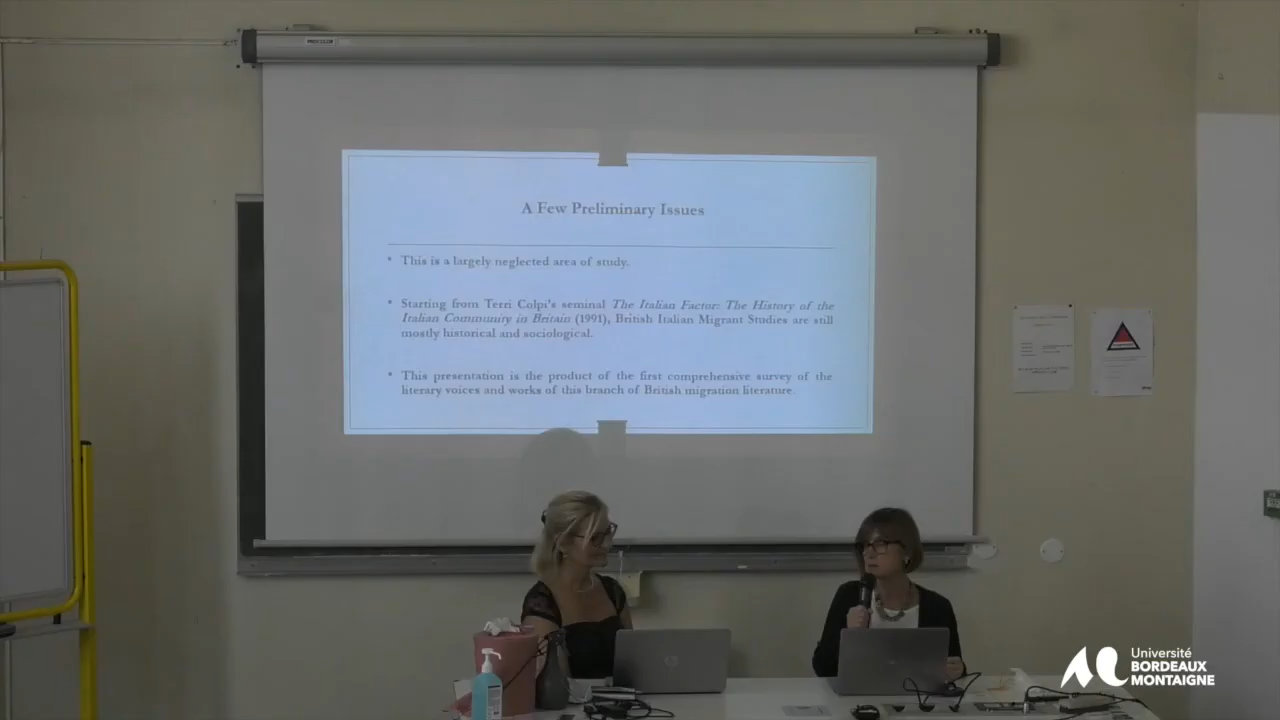 PROCOLOR
A Few Preliminary Issues
• This is a largely neglected area of study.
• Starting from Terri Colpi's seminal The Italian Factor: The History of the
Italian Community in Britain (1991), British Italian Migrant Studies are still
mostly historical and sociological.
• This presentation is the product of the first comprehensive survey of the
literary voices and works of this branch of British migration literature.
hp
Université
BORDEAUX
MONTAIGNE